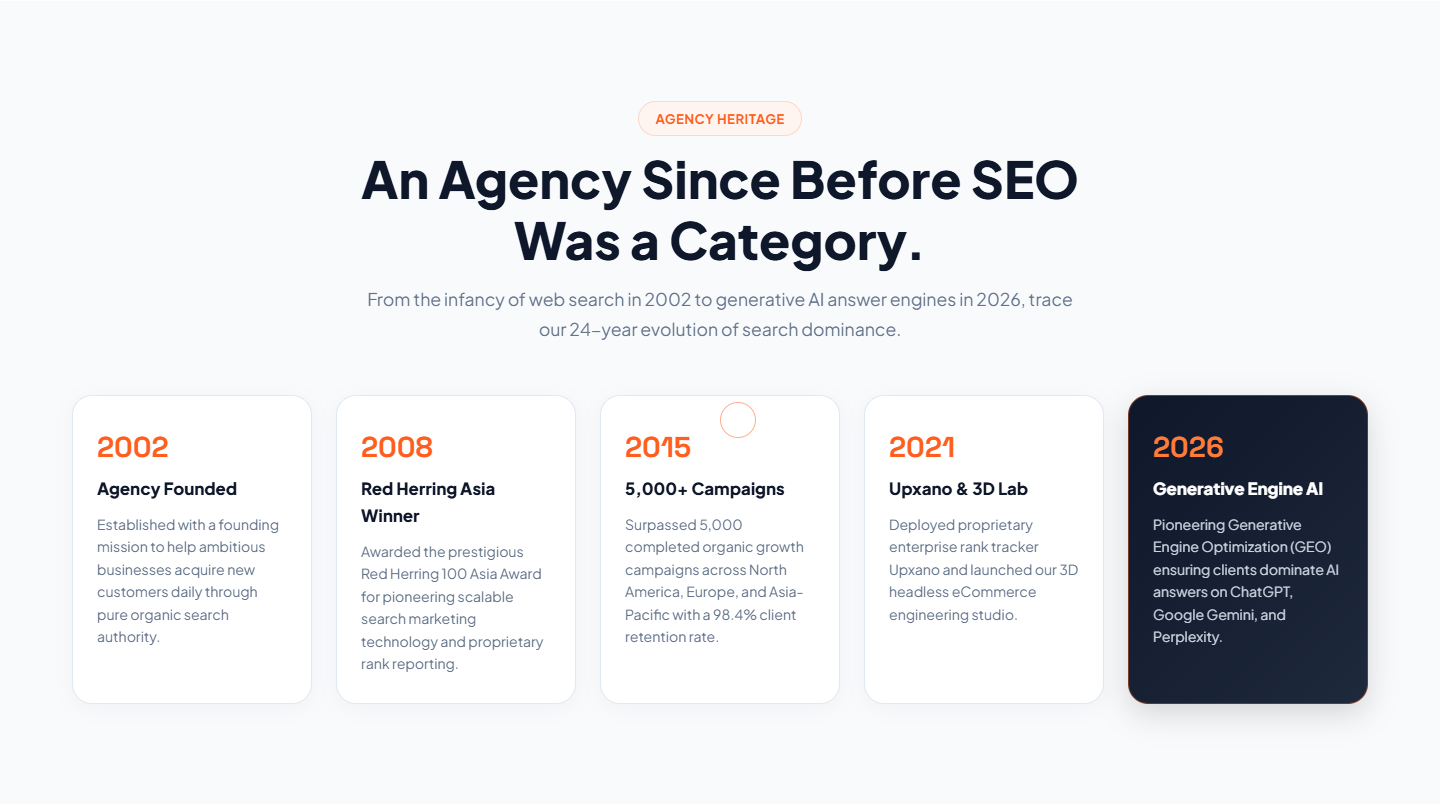 AGENCY HERITAGE
An Agency Since Before SEO
Was a Category.
From the infancy of web search in 2002 to generative AI answer engines in 2026, trace
our 24–year evolution of search dominance.
2002
Agency Founded
Established with a founding
mission to help ambitious
businesses acquire new
customers daily through
pure organic search
authority.
2008
Red Herring Asia
Winner
Awarded the prestigious
Red Herring 100 Asia Award
for pioneering scalable
search marketing
technology and proprietary
rank reporting.
2015
5,000+ Campaigns
Surpassed 5,000
completed organic growth
campaigns across North
America, Europe, and Asia-
Pacific with a 98.4% client
retention rate.
2021
Upxano & 3D Lab
Deployed proprietary
enterprise rank tracker
Upxano and launched our 3D
headless eCommerce
engineering studio.
2026
Generative Engine AI
Pioneering Generative
Engine Optimization (GEO)
ensuring clients dominate AI
answers on ChatGPT,
Google Gemini, and
Perplexity.